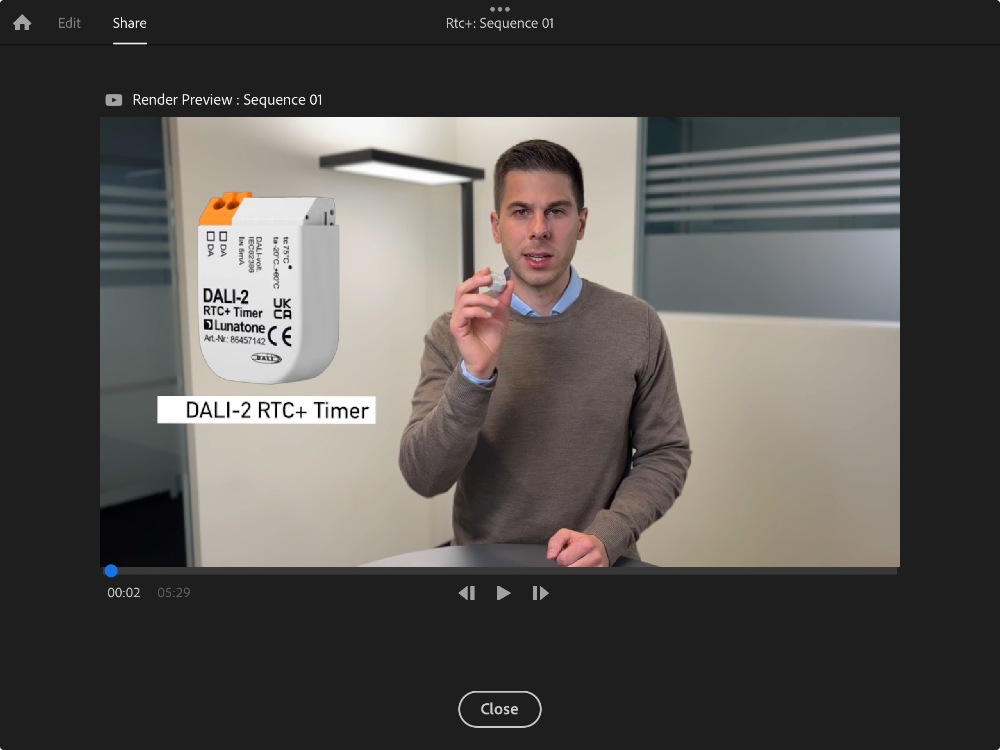 Edit
Share
Rtc+: Sequence 01
Render Preview : Sequence 01
DA
DA
IIN 5mA
IEC62386
DALI-volt.
ta -20°C..+60°C
tc 75°C
DALI-2
RTC+ Timer
Lunatone
Art.-Nr.: 86457142
UK
CA
CE
DALI
DALI-2 RTC+ Timer
00:02
05:29
Close